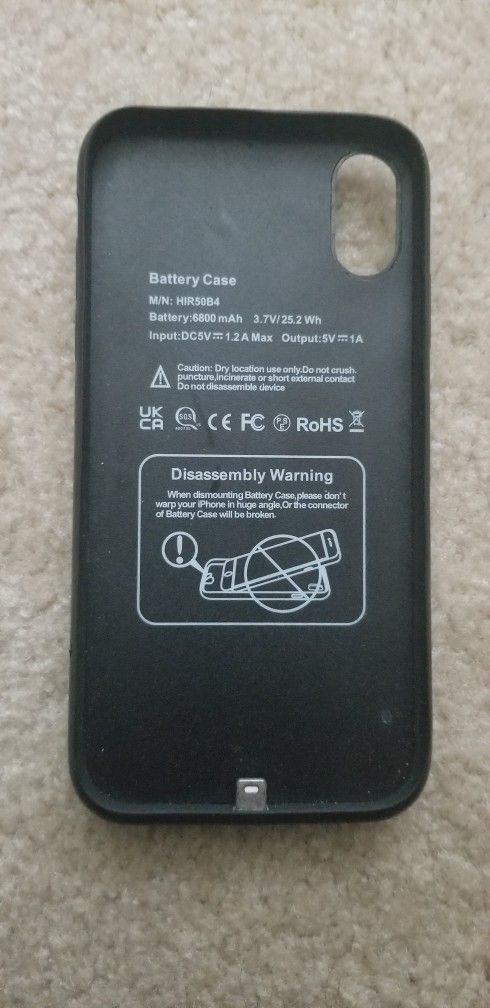 Battery Case
M/N: HIR50B4
Battery:6800 mAh 3.7V/25.2 Wh
Input:DC5V⎓1.2 A Max Output:5V⎓1A
Caution: Dry location use only.Do not crush.
puncture,incinerate or short external contact
Do not disassemble device
UK
CA SGS CE FC PSE RoHS
Disassembly Warning
When dismounting Battery Case,please don't
warp your iPhone in huge angle,Or the connector
of Battery Case will be broken.